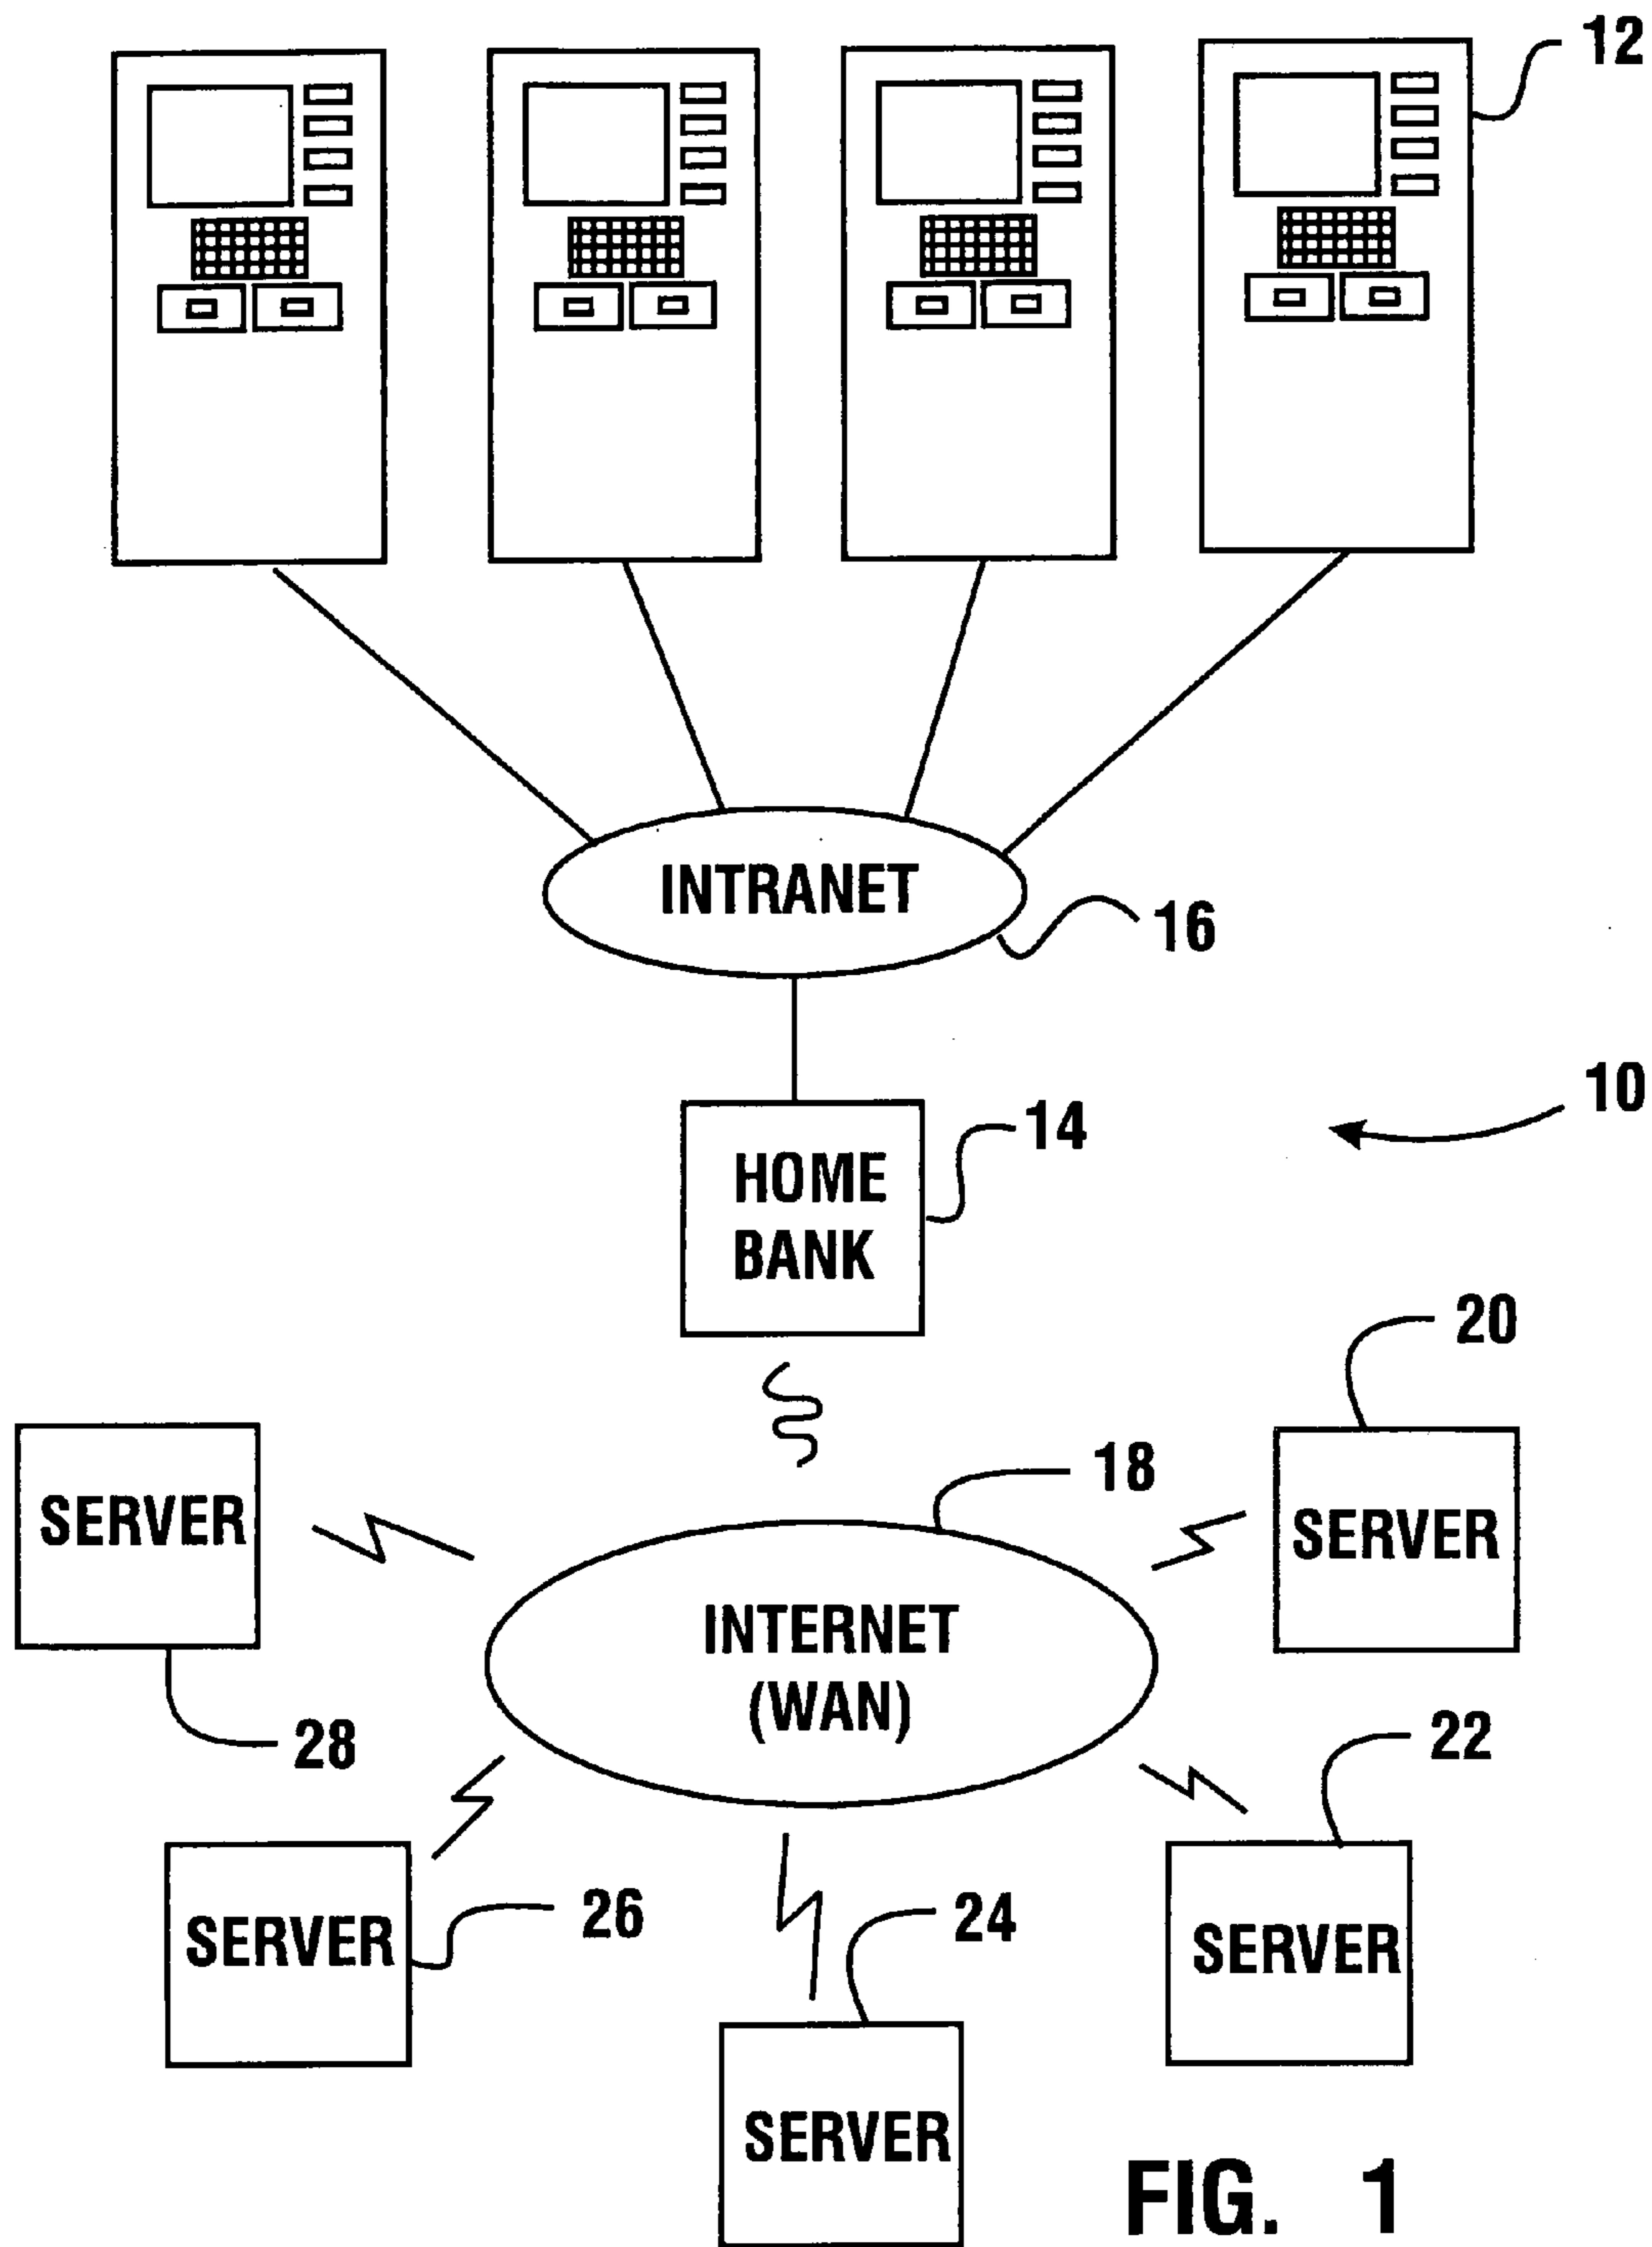 12
INTRANET
16
10
14
HOME
BANK
20
18
SERVER
SERVER
INTERNET
(WAN)
28
22
26
24
SERVER
SERVER
SERVER
FIG. 1